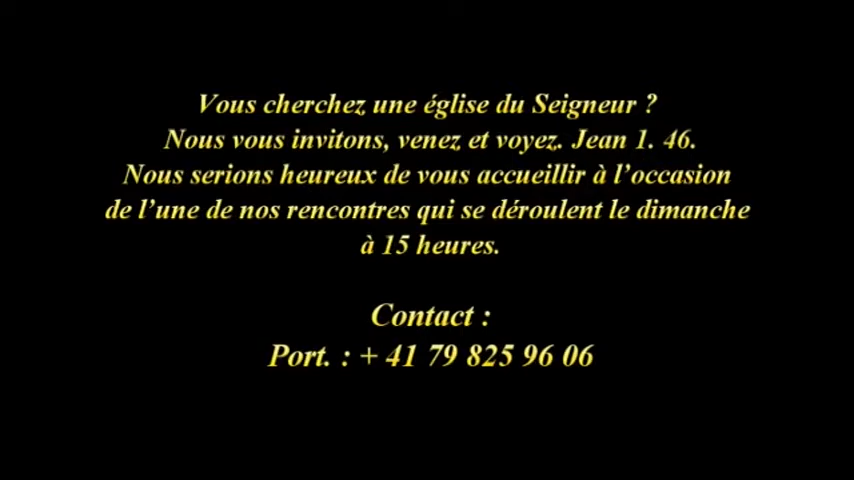 Vous cherchez une église du Seigneur ?
Nous vous invitons, venez et voyez. Jean 1. 46.
Nous serions heureux de vous accueillir à l’occasion
de l’une de nos rencontres qui se déroulent le dimanche
à 15 heures.
Contact :
Port. : + 41 79 825 96 06